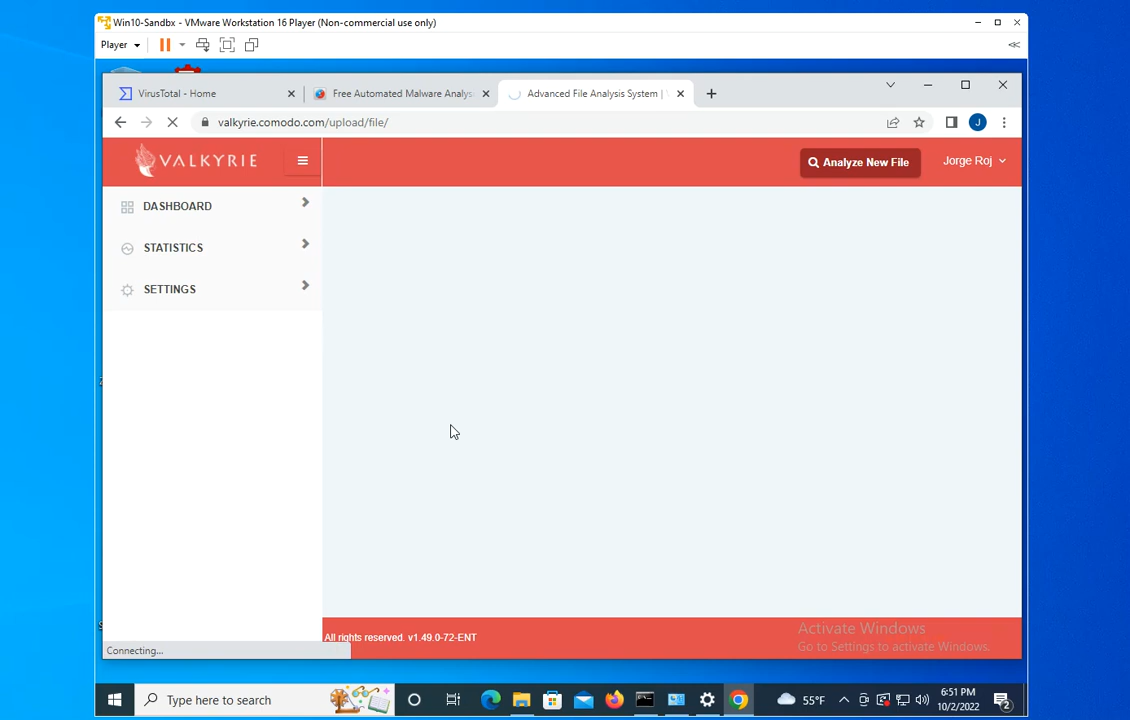 Win10-Sandbx - VMware Workstation 16 Player (Non-commercial use only)
Player
VirusTotal - Home
Free Automated Malware Analys
Advanced File Analysis System |
valkyrie.comodo.com/upload/file/
J
VALKYRIE
Analyze New File
Jorge Roj
DASHBOARD
STATISTICS
SETTINGS
All rights reserved. v1.49.0-72-ENT
Activate Windows
Go to Settings to activate Windows.
Connecting...
Type here to search
55°F
6:51 PM
10/2/2022
2